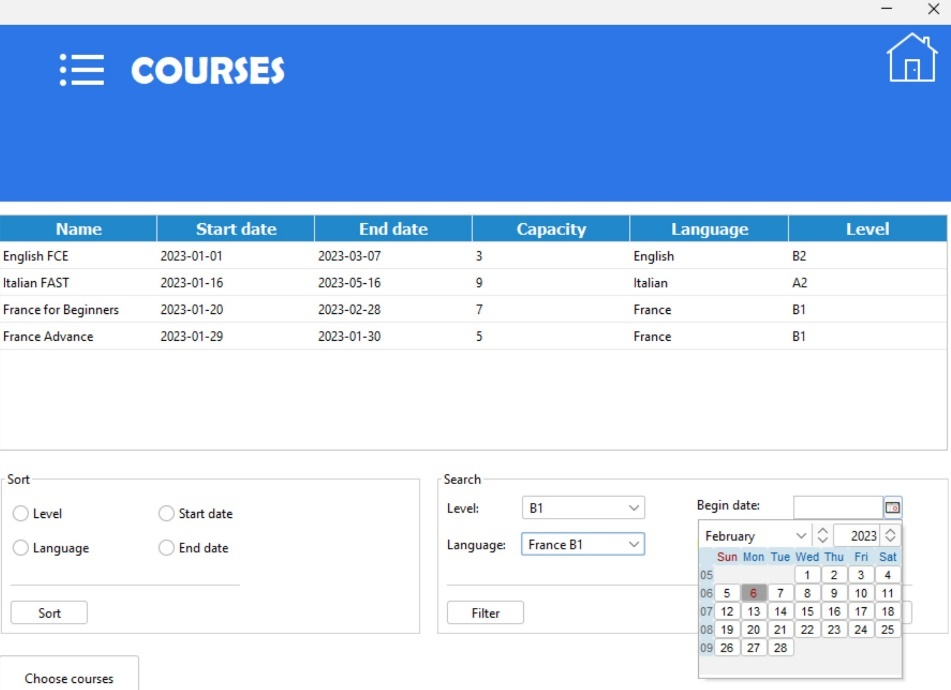 COURSES
Name Start date End date Capacity Language Level
English FCE 2023-01-01 2023-03-07 3 English B2
Italian FAST 2023-01-16 2023-05-16 9 Italian A2
France for Beginners 2023-01-20 2023-02-28 7 France B1
France Advance 2023-01-29 2023-01-30 5 France B1
Sort
Level Start date
Language End date
Sort
Search
Level: B1 Begin date:
Language: France B1
Filter
February 2023
Sun Mon Tue Wed Thu Fri Sat
05 1 2 3 4
06 5 6 7 8 9 10 11
07 12 13 14 15 16 17 18
08 19 20 21 22 23 24 25
09 26 27 28
Choose courses